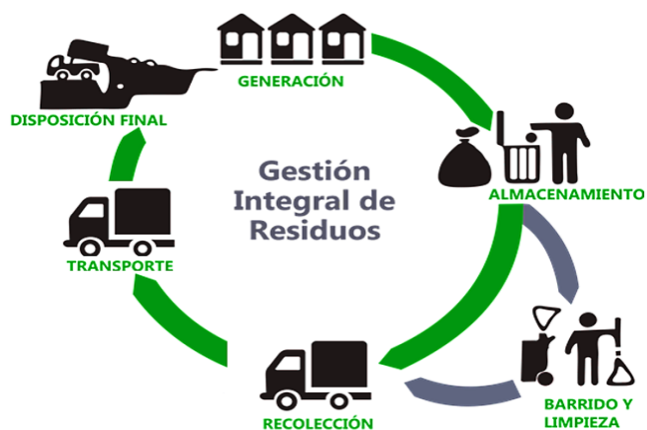 GENERACIÓN
DISPOSICIÓN FINAL
Gestión
Integral de
Residuos
ALMACENAMIENTO
TRANSPORTE
BARRIDO Y
LIMPIEZA
RECOLECCIÓN